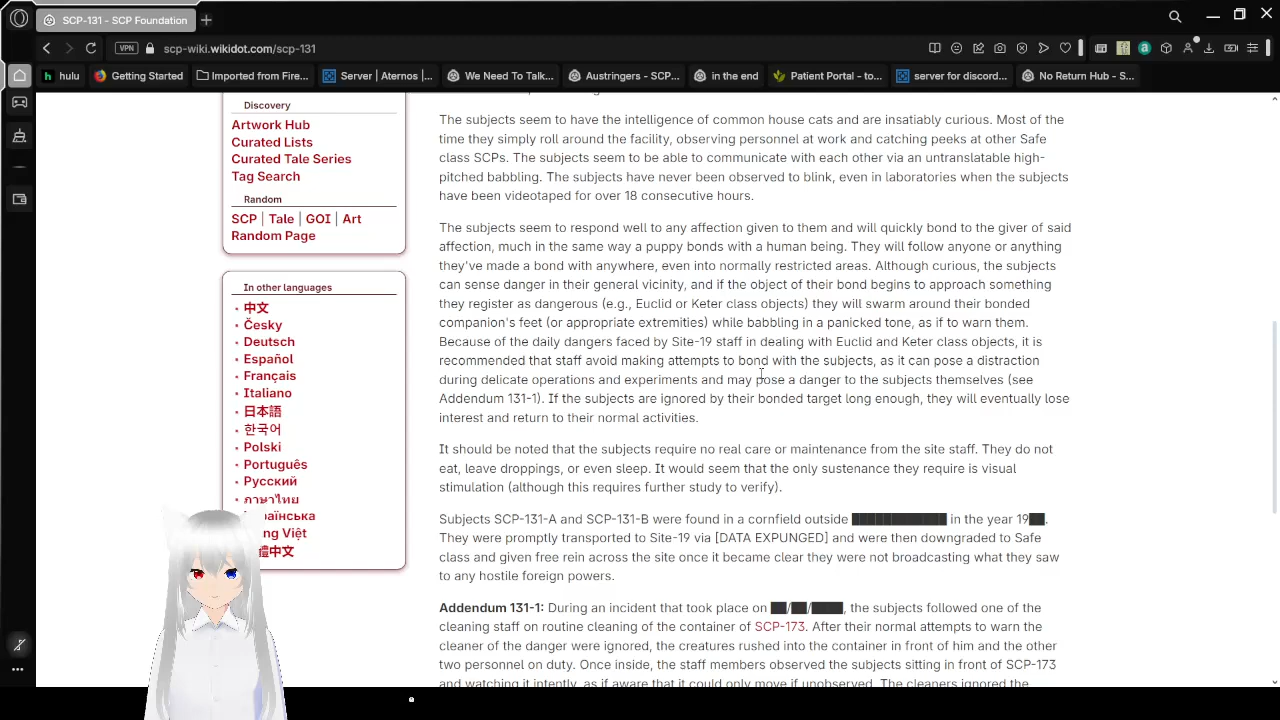 SCP-131 - SCP Foundation
VPN
scp-wiki.wikidot.com/scp-131
hulu
Getting Started
Imported from Fire...
Server | Aternos |...
We Need To Talk...
Austringers - SCP...
in the end
Patient Portal - to...
server for discord...
No Return Hub - S...
Discovery
Artwork Hub
Curated Lists
Curated Tale Series
Tag Search
Random
SCP | Tale | GOI | Art
Random Page
In other languages
中文
Česky
Deutsch
Español
Français
Italiano
日本語
한국어
Polski
Português
Русский
ภาษาไทย
раїнська
ng Việt
體中文
The subjects seem to have the intelligence of common house cats and are insatiably curious. Most of the
time they simply roll around the facility, observing personnel at work and catching peeks at other Safe
class SCPs. The subjects seem to be able to communicate with each other via an untranslatable high-
pitched babbling. The subjects have never been observed to blink, even in laboratories when the subjects
have been videotaped for over 18 consecutive hours.
The subjects seem to respond well to any affection given to them and will quickly bond to the giver of said
affection, much in the same way a puppy bonds with a human being. They will follow anyone or anything
they've made a bond with anywhere, even into normally restricted areas. Although curious, the subjects
can sense danger in their general vicinity, and if the object of their bond begins to approach something
they register as dangerous (e.g., Euclid or Keter class objects) they will swarm around their bonded
companion's feet (or appropriate extremities) while babbling in a panicked tone, as if to warn them.
Because of the daily dangers faced by Site-19 staff in dealing with Euclid and Keter class objects, it is
recommended that staff avoid making attempts to bond with the subjects, as it can pose a distraction
during delicate operations and experiments and may pose a danger to the subjects themselves (see
Addendum 131-1). If the subjects are ignored by their bonded target long enough, they will eventually lose
interest and return to their normal activities.
It should be noted that the subjects require no real care or maintenance from the site staff. They do not
eat, leave droppings, or even sleep. It would seem that the only sustenance they require is visual
stimulation (although this requires further study to verify).
Subjects SCP-131-A and SCP-131-B were found in a cornfield outside ████████████ in the year 19██.
They were promptly transported to Site-19 via [DATA EXPUNGED] and were then downgraded to Safe
class and given free rein across the site once it became clear they were not broadcasting what they saw
to any hostile foreign powers.
Addendum 131-1: During an incident that took place on ██/██/████, the subjects followed one of the
cleaning staff on routine cleaning of the container of SCP-173. After their normal attempts to warn the
cleaner of the danger were ignored, the creatures rushed into the container in front of him and the other
two personnel on duty. Once inside, the staff members observed the subjects sitting in front of SCP-173
and watching it intently, as if aware that it could only move if unobserved. The cleaners ignored the